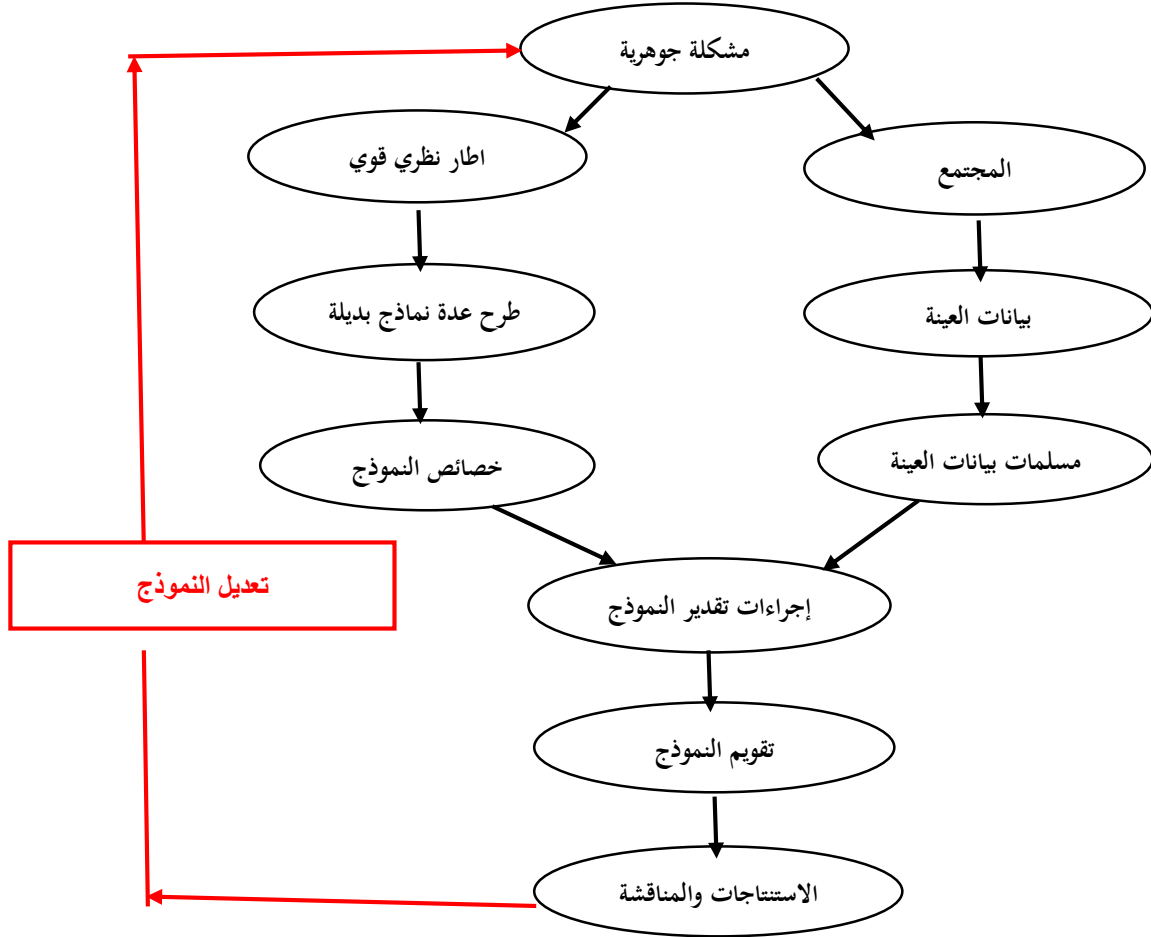 مشكلة جوهرية
المجتمع
اطار نظري قوي
بيانات العينة
طرح عدة نماذج بديلة
مسلمات بيانات العينة
خصائص النموذج
تعديل النموذج
إجراءات تقدير النموذج
تقويم النموذج
الاستنتاجات والمناقشة